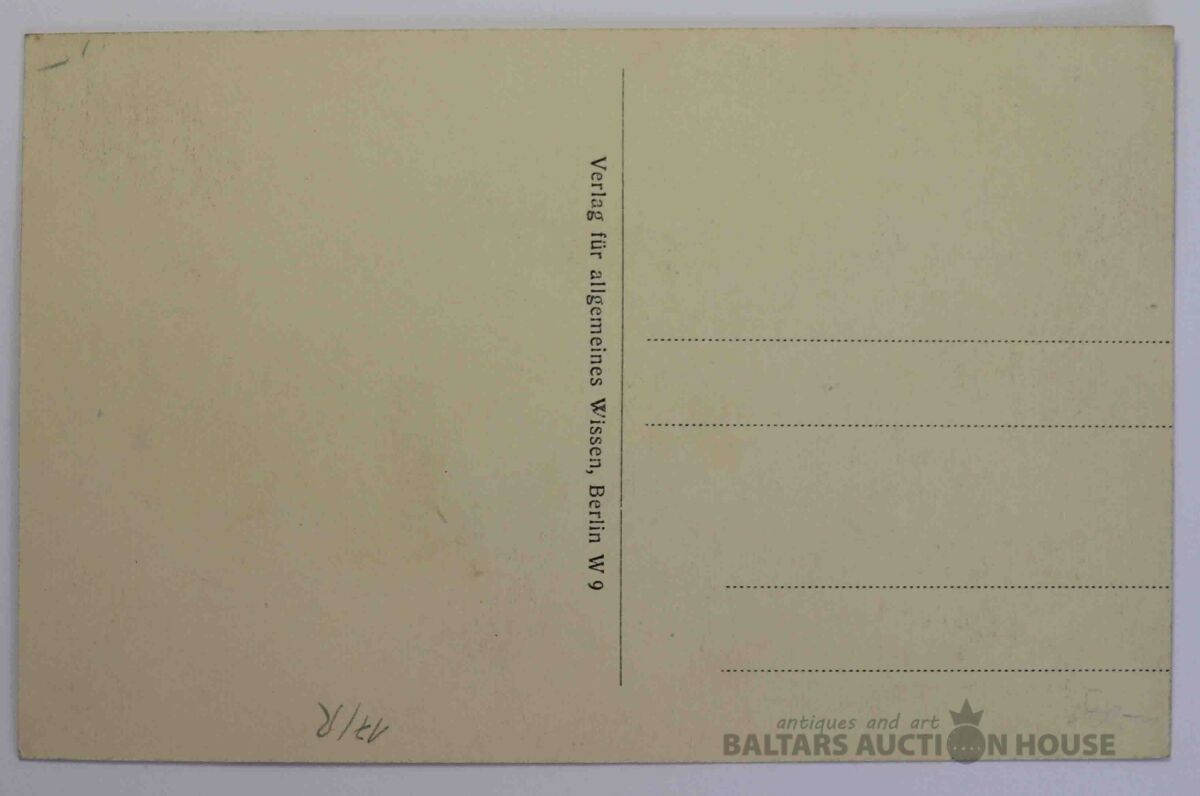 Verlag für allgemeines Wissen, Berlin W 9
17/R
antiques and art
BALTARS AUCTION HOUSE